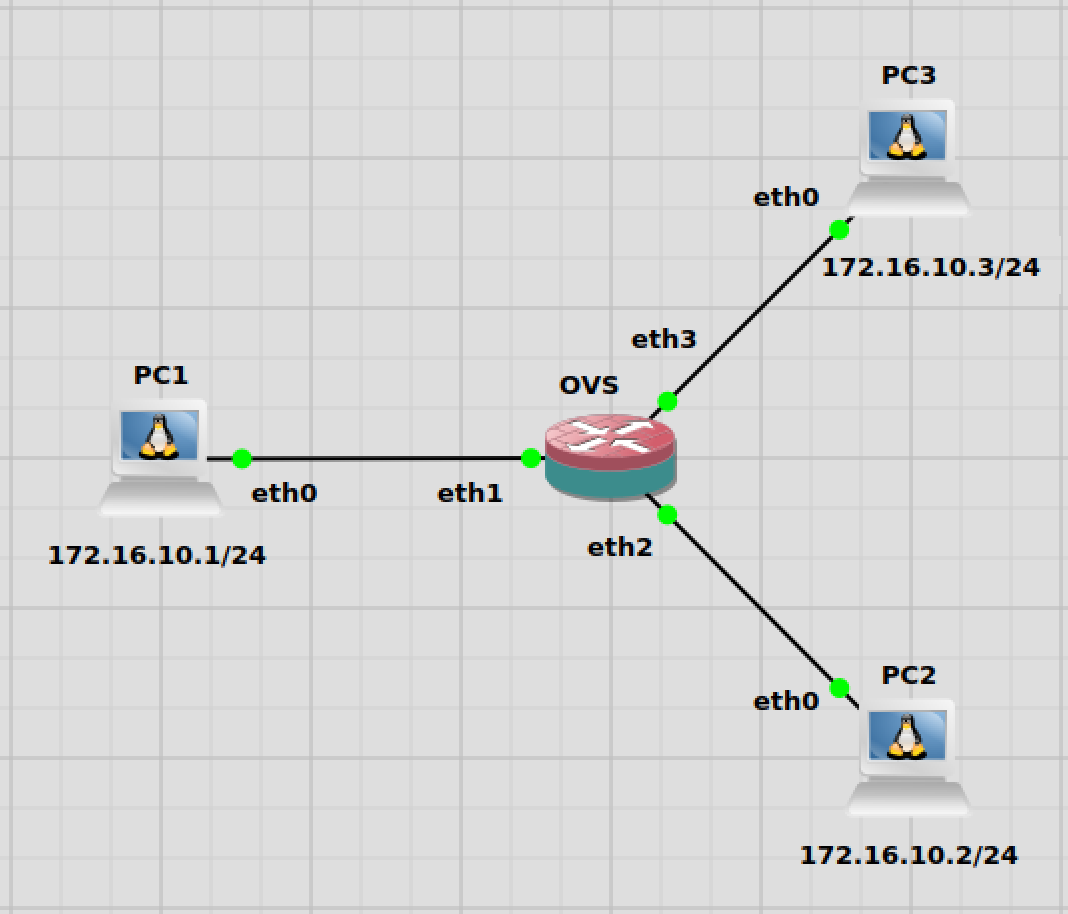 PC3
eth0
172.16.10.3/24
eth3
PC1
OVS
eth0
eth1
172.16.10.1/24
eth2
PC2
eth0
172.16.10.2/24